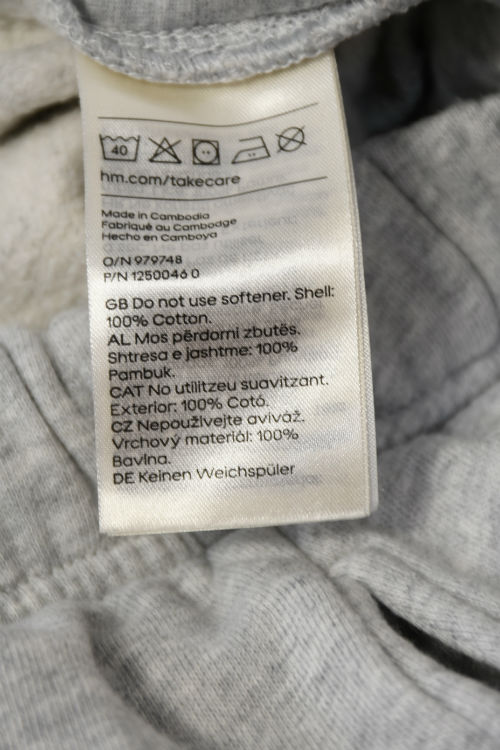 40
hm.com/takecare
Made in Cambodia
Fabriqué au Cambodge
Hecho en Camboya
O/N 979748
P/N 1250046 0
GB Do not use softener. Shell:
100% Cotton.
AL Mos përdorni zbutës.
Shtresa e jashtme: 100%
Pambuk.
CAT No utilitzeu suavitzant.
Exterior: 100% Cotó.
CZ Nepoužívejte aviváž.
Vrchový materiál: 100%
Bavlna.
DE Keinen Weichspüler